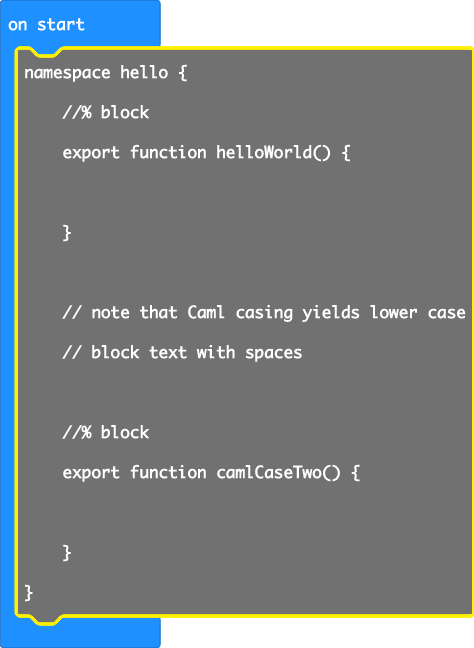 on start
namespace hello {
//% block
export function helloWorld() {
}
// note that Caml casing yields lower case
// block text with spaces
//% block
export function camlCaseTwo() {
}
}